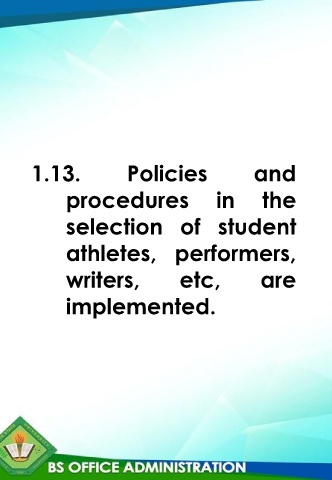 1.13. Policies and
procedures in the
selection of student
athletes, performers,
writers, etc, are
implemented.
BS OFFICE ADMINISTRATION